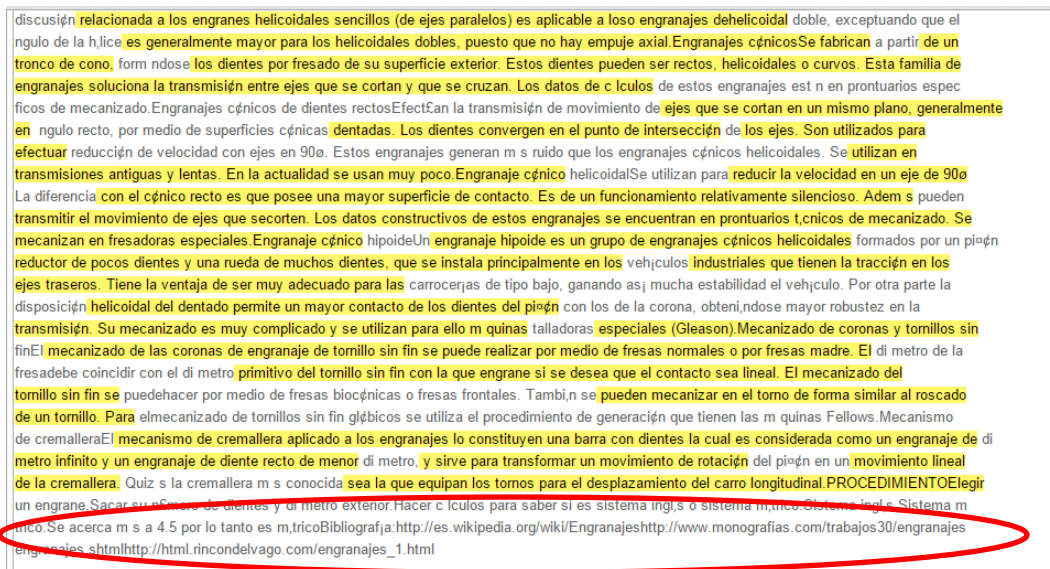 discusi¢n relacionada a los engranes helicoidales sencillos (de ejes paralelos) es aplicable a loso engranajes dehelicoidal doble, exceptuando que el
ngulo de la h‚lice es generalmente mayor para los helicoidales dobles, puesto que no hay empuje axial.Engranajes c¢nicosSe fabrican a partir de un
tronco de cono, form ndose los dientes por fresado de su superficie exterior. Estos dientes pueden ser rectos, helicoidales o curvos. Esta familia de
engranajes soluciona la transmisi¢n entre ejes que se cortan y que se cruzan. Los datos de c lculos de estos engranajes est n en prontuarios espec
ficos de mecanizado.Engranajes c¢nicos de dientes rectosEfect£an la transmisi¢n de movimiento de ejes que se cortan en un mismo plano, generalmente
en ngulo recto, por medio de superficies c¢nicas dentadas. Los dientes convergen en el punto de intersecci¢n de los ejes. Son utilizados para
efectuar reducci¢n de velocidad con ejes en 90ø. Estos engranajes generan m s ruido que los engranajes c¢nicos helicoidales. Se utilizan en
transmisiones antiguas y lentas. En la actualidad se usan muy poco.Engranaje c¢nico helicoidalSe utilizan para reducir la velocidad en un eje de 90ø
La diferencia con el c¢nico recto es que posee una mayor superficie de contacto. Es de un funcionamiento relativamente silencioso. Adem s pueden
transmitir el movimiento de ejes que secorten. Los datos constructivos de estos engranajes se encuentran en prontuarios t‚cnicos de mecanizado. Se
mecanizan en fresadoras especiales.Engranaje c¢nico hipoideUn engranaje hipoide es un grupo de engranajes c¢nicos helicoidales formados por un pi¤¢n
reductor de pocos dientes y una rueda de muchos dientes, que se instala principalmente en los veh¡culos industriales que tienen la tracci¢n en los
ejes traseros. Tiene la ventaja de ser muy adecuado para las carrocer¡as de tipo bajo, ganando as¡ mucha estabilidad el veh¡culo. Por otra parte la
disposici¢n helicoidal del dentado permite un mayor contacto de los dientes del pi¤¢n con los de la corona, obteni‚ndose mayor robustez en la
transmisi¢n. Su mecanizado es muy complicado y se utilizan para ello m quinas talladoras especiales (Gleason).Mecanizado de coronas y tornillos sin
finEl mecanizado de las coronas de engranaje de tornillo sin fin se puede realizar por medio de fresas normales o por fresas madre. El di metro de la
fresadebe coincidir con el di metro primitivo del tornillo sin fin con la que engrane si se desea que el contacto sea lineal. El mecanizado del
tornillo sin fin se puedehacer por medio de fresas bioc¢nicas o fresas frontales. Tambi‚n se pueden mecanizar en el torno de forma similar al roscado
de un tornillo. Para elmecanizado de tornillos sin fin gl¢bicos se utiliza el procedimiento de generaci¢n que tienen las m quinas Fellows.Mecanismo
de cremalleraEl mecanismo de cremallera aplicado a los engranajes lo constituyen una barra con dientes la cual es considerada como un engranaje de di
metro infinito y un engranaje de diente recto de menor di metro, y sirve para transformar un movimiento de rotaci¢n del pi¤¢n en un movimiento lineal
de la cremallera. Quiz s la cremallera m s conocida sea la que equipan los tornos para el desplazamiento del carro longitudinal.PROCEDIMIENTOElegir
un engrane.Sacar su n£mero de dientes y di metro exterior.Hacer c lculos para saber si es sistema ingl‚s o sistema m‚trico.Sistema ingl‚s Sistema m
trico.Se acerca m s a 4.5 por lo tanto es m‚tricoBibliograf¡a:http://es.wikipedia.org/wiki/Engranajeshttp://www.monografias.com/trabajos30/engranajes
engranajes.shtmlhttp://html.rincondelvago.com/engranajes_1.html